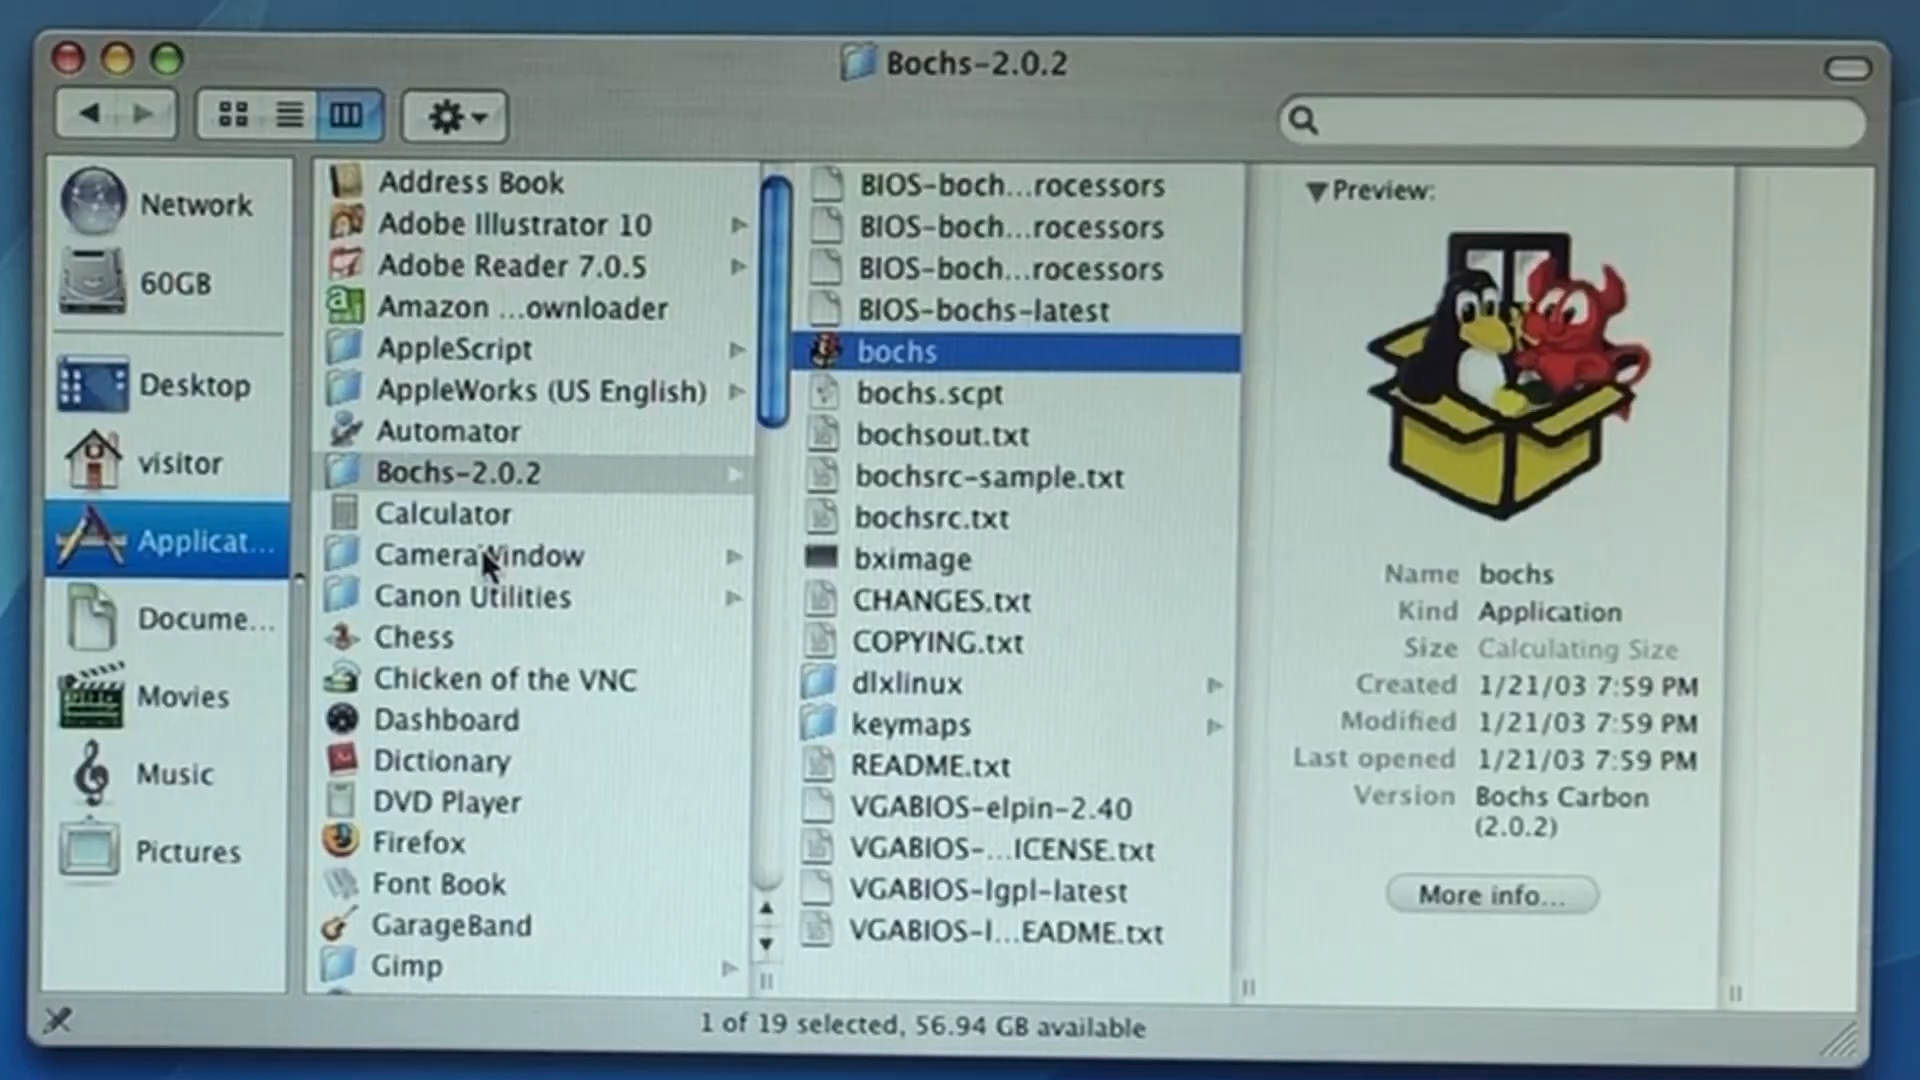 Bochs-2.0.2
Network
60GB
Desktop
visitor
Applicat...
Docume...
Movies
Music
Pictures
Address Book
Adobe Illustrator 10
Adobe Reader 7.0.5
Amazon ...ownloader
AppleScript
AppleWorks (US English)
Automator
Bochs-2.0.2
Calculator
CameraWindow
Canon Utilities
Chess
Chicken of the VNC
Dashboard
Dictionary
DVD Player
Firefox
Font Book
GarageBand
Gimp
BIOS-boch...rocessors
BIOS-boch...rocessors
BIOS-boch...rocessors
BIOS-bochs-latest
bochs
bochs.scpt
bochsout.txt
bochsrc-sample.txt
bochsrc.txt
bximage
CHANGES.txt
COPYING.txt
dlxlinux
keymaps
README.txt
VGABIOS-elpin-2.40
VGABIOS-...ICENSE.txt
VGABIOS-lgpl-latest
VGABIOS-l...EADME.txt
Preview:
Name bochs
Kind Application
Size Calculating Size
Created 1/21/03 7:59 PM
Modified 1/21/03 7:59 PM
Last opened 1/21/03 7:59 PM
Version Bochs Carbon
(2.0.2)
More info...
1 of 19 selected, 56.94 GB available